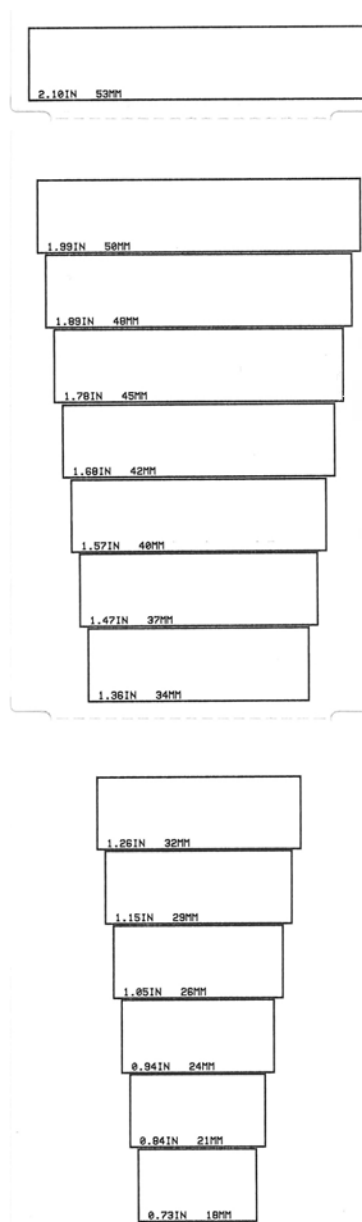 2.10IN 53MM
1.99IN 50MM
1.89IN 48MM
1.78IN 45MM
1.68IN 42MM
1.57IN 40MM
1.47IN 37MM
1.36IN 34MM
1.26IN 32MM
1.15IN 29MM
1.05IN 26MM
0.94IN 24MM
0.84IN 21MM
0.73IN 18MM